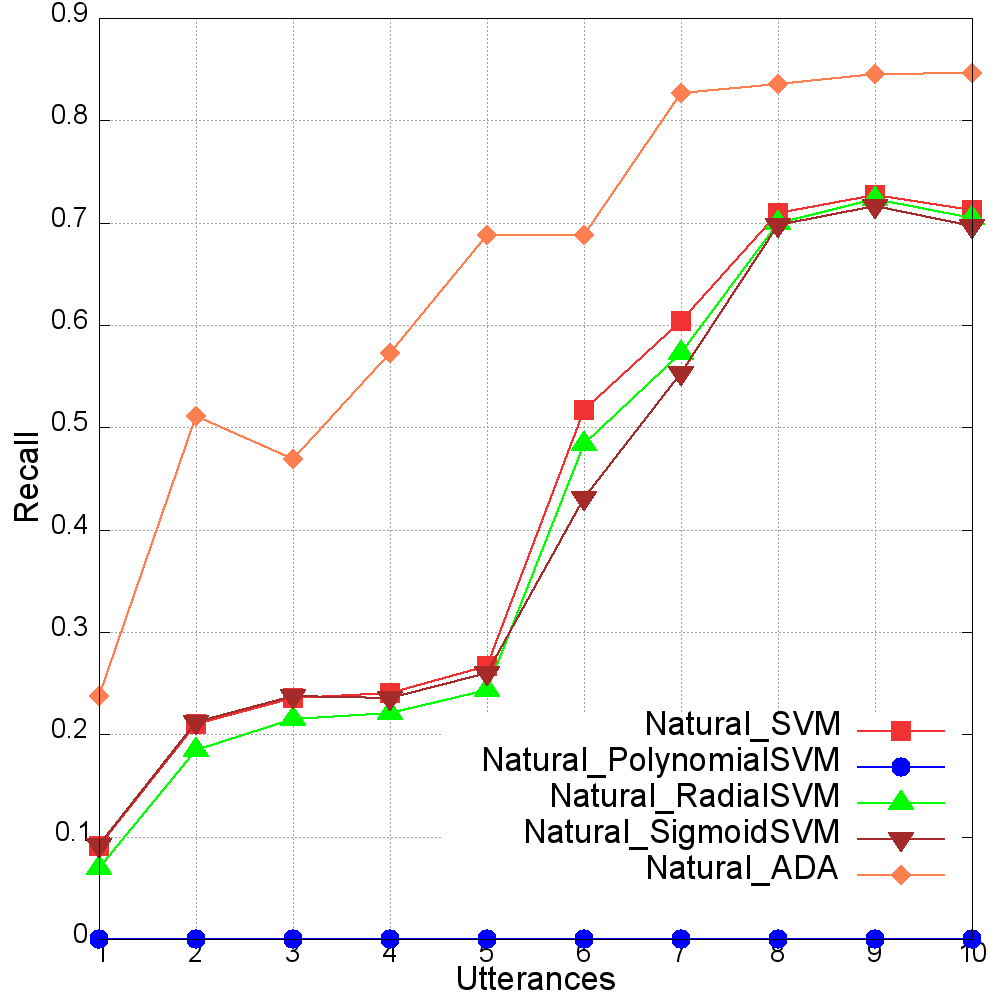 0.9
0.8
0.7
0.6
0.5
0.4
0.3
0.2
0.1
0
Recall
Natural_SVM
Natural_PolynomialSVM
Natural_RadialSVM
Natural_SigmoidSVM
Natural_ADA
1 2 3 4 5 6 7 8 9 10
Utterances